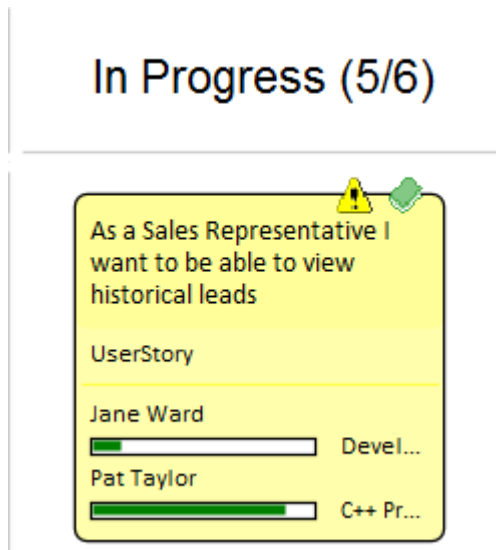 In Progress (5/6)
As a Sales Representative I
want to be able to view
historical leads
UserStory
Jane Ward
Devel...
Pat Taylor
C++ Pr...